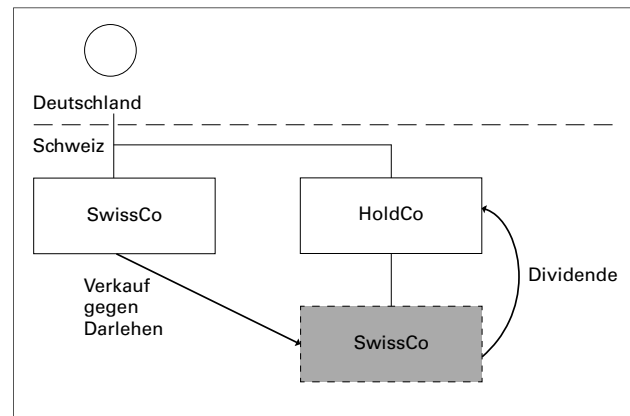 Deutschland
Schweiz
SwissCo
HoldCo
Verkauf
gegen
Darlehen
Dividende
SwissCo